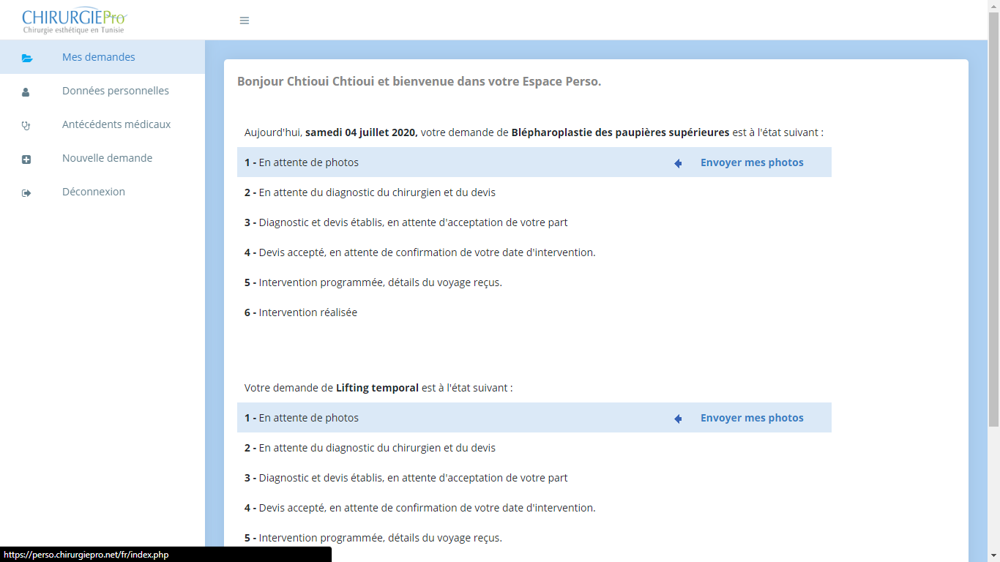 CHIRURGIEPro
Chirurgie esthétique en Tunisie
Mes demandes
Données personnelles
Antécédents médicaux
Nouvelle demande
Déconnexion
Bonjour Chtioui Chtioui et bienvenue dans votre Espace Perso.
Aujourd'hui, samedi 04 juillet 2020, votre demande de Blépharoplastie des paupières supérieures est à l'état suivant :
1 - En attente de photos Envoyer mes photos
2 - En attente du diagnostic du chirurgien et du devis
3 - Diagnostic et devis établis, en attente d'acceptation de votre part
4 - Devis accepté, en attente de confirmation de votre date d'intervention.
5 - Intervention programmée, détails du voyage reçus.
6 - Intervention réalisée
Votre demande de Lifting temporal est à l'état suivant :
1 - En attente de photos Envoyer mes photos
2 - En attente du diagnostic du chirurgien et du devis
3 - Diagnostic et devis établis, en attente d'acceptation de votre part
4 - Devis accepté, en attente de confirmation de votre date d'intervention.
5 - Intervention programmée, détails du voyage reçus.
https://perso.chirurgiepro.net/fr/index.php